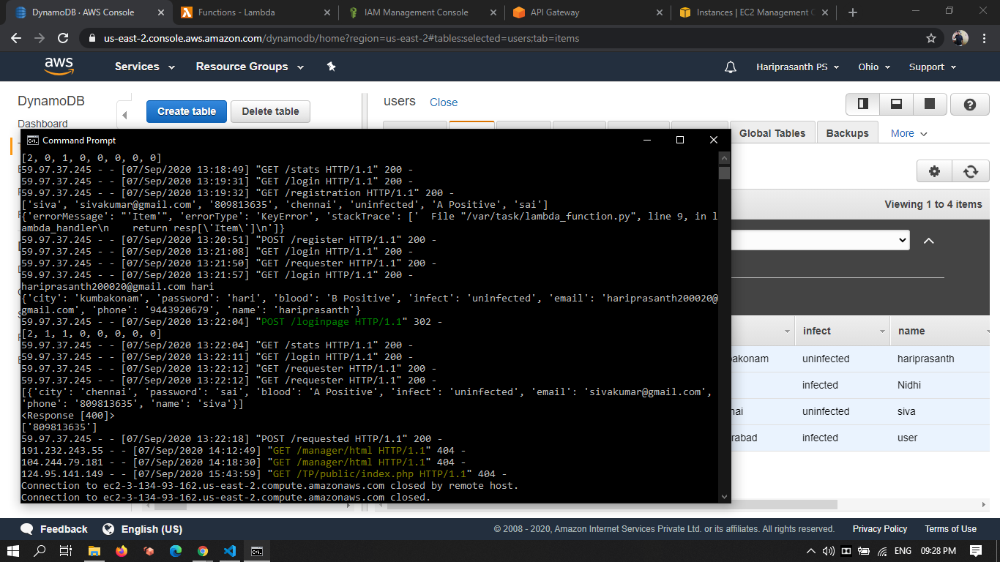 DynamoDB · AWS Console
Functions - Lambda
IAM Management Console
API Gateway
Instances | EC2 Management C
us-east-2.console.aws.amazon.com/dynamodb/home?region=us-east-2#tables:selected=users;tab=items
aws
Services
Resource Groups
Hariprasanth PS
Ohio
Support
DynamoDB
Dashboard
Create table
Delete table
users
Close
Global Tables
Backups
More
Viewing 1 to 4 items
infect
name
bakonam
uninfected
hariprasanth
infected
Nidhi
nai
uninfected
siva
rabad
infected
user
Command Prompt
[2, 0, 1, 0, 0, 0, 0, 0]
59.97.37.245 - - [07/Sep/2020 13:18:49] "GET /stats HTTP/1.1" 200 -
59.97.37.245 - - [07/Sep/2020 13:19:31] "GET /login HTTP/1.1" 200 -
59.97.37.245 - - [07/Sep/2020 13:19:32] "GET /registration HTTP/1.1" 200 -
['siva', 'sivakumar@gmail.com', '809813635', 'chennai', 'uninfected', 'A Positive', 'sai']
{'errorMessage': "'Item'", 'errorType': 'KeyError', 'stackTrace': ['  File "/var/task/lambda_function.py", line 9, in l
ambda_handler\n    return resp[\'Item\']\n']}
59.97.37.245 - - [07/Sep/2020 13:20:51] "POST /register HTTP/1.1" 200 -
59.97.37.245 - - [07/Sep/2020 13:21:08] "GET /login HTTP/1.1" 200 -
59.97.37.245 - - [07/Sep/2020 13:21:50] "GET /requester HTTP/1.1" 200 -
59.97.37.245 - - [07/Sep/2020 13:21:57] "GET /login HTTP/1.1" 200 -
hariprasanth200020@gmail.com hari
{'city': 'kumbakonam', 'password': 'hari', 'blood': 'B Positive', 'infect': 'uninfected', 'email': 'hariprasanth200020@
gmail.com', 'phone': '9443920679', 'name': 'hariprasanth'}
59.97.37.245 - - [07/Sep/2020 13:22:04] "POST /loginpage HTTP/1.1" 302 -
[2, 1, 1, 0, 0, 0, 0, 0]
59.97.37.245 - - [07/Sep/2020 13:22:04] "GET /stats HTTP/1.1" 200 -
59.97.37.245 - - [07/Sep/2020 13:22:11] "GET /login HTTP/1.1" 200 -
59.97.37.245 - - [07/Sep/2020 13:22:12] "GET /requester HTTP/1.1" 200 -
59.97.37.245 - - [07/Sep/2020 13:22:12] "GET /requester HTTP/1.1" 200 -
[{'city': 'chennai', 'password': 'sai', 'blood': 'A Positive', 'infect': 'uninfected', 'email': 'sivakumar@gmail.com',
'phone': '809813635', 'name': 'siva'}]
<Response [400]>
['809813635']
59.97.37.245 - - [07/Sep/2020 13:22:18] "POST /requested HTTP/1.1" 200 -
191.232.243.55 - - [07/Sep/2020 14:12:49] "GET /manager/html HTTP/1.1" 404 -
104.244.79.181 - - [07/Sep/2020 14:18:30] "GET /manager/html HTTP/1.1" 404 -
124.95.141.149 - - [07/Sep/2020 15:43:59] "GET /TP/public/index.php HTTP/1.1" 404 -
Connection to ec2-3-134-93-162.us-east-2.compute.amazonaws.com closed by remote host.
Connection to ec2-3-134-93-162.us-east-2.compute.amazonaws.com closed.
Feedback
English (US)
© 2008 - 2020, Amazon Internet Services Private Ltd. or its affiliates. All rights reserved.
Privacy Policy
Terms of Use
ENG
09:28 PM